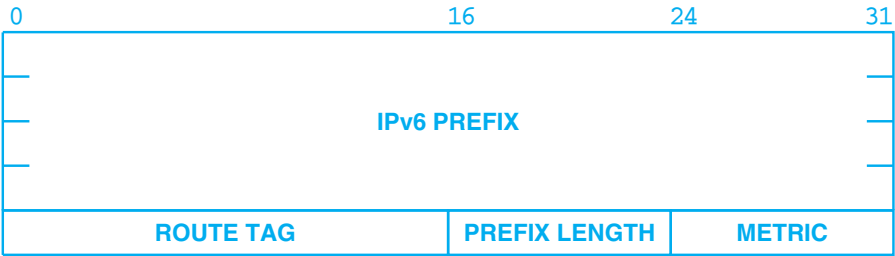 0 16 24 31
IPv6 PREFIX
ROUTE TAG PREFIX LENGTH METRIC